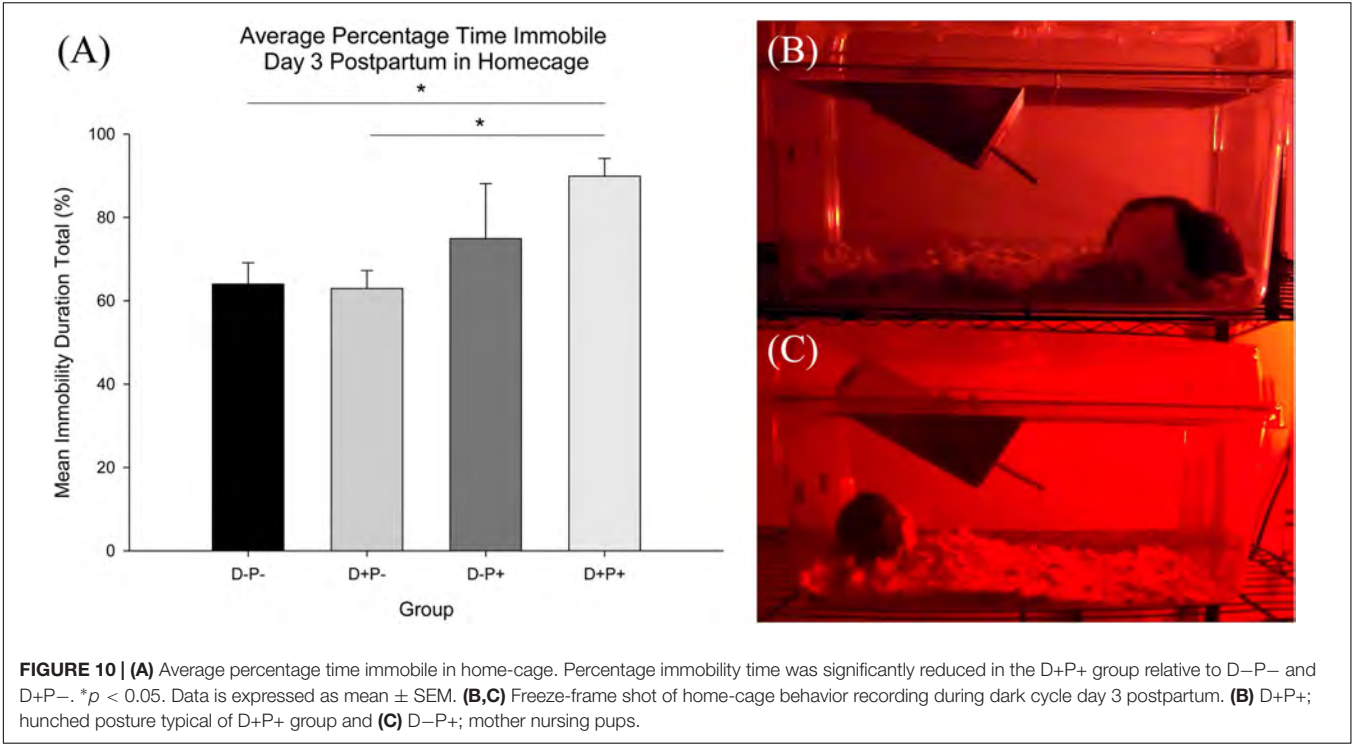 (A)
Average Percentage Time Immobile
Day 3 Postpartum in Homecage
*
*
Mean Immobility Duration Total (%)
100
80
60
40
20
0
D-P-
D+P-
D-P+
D+P+
Group
(B)
(C)
FIGURE 10 | (A) Average percentage time immobile in home-cage. Percentage immobility time was significantly reduced in the D+P+ group relative to D−P− and
D+P−. *p < 0.05. Data is expressed as mean ± SEM. (B,C) Freeze-frame shot of home-cage behavior recording during dark cycle day 3 postpartum. (B) D+P+;
hunched posture typical of D+P+ group and (C) D−P+; mother nursing pups.